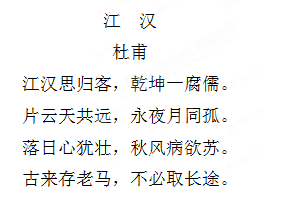 江 汉
杜甫
江汉思归客，乾坤一腐儒。
片云天共远，永夜月同孤。
落日心犹壮，秋风病欲苏。
古来存老马，不必取长途。